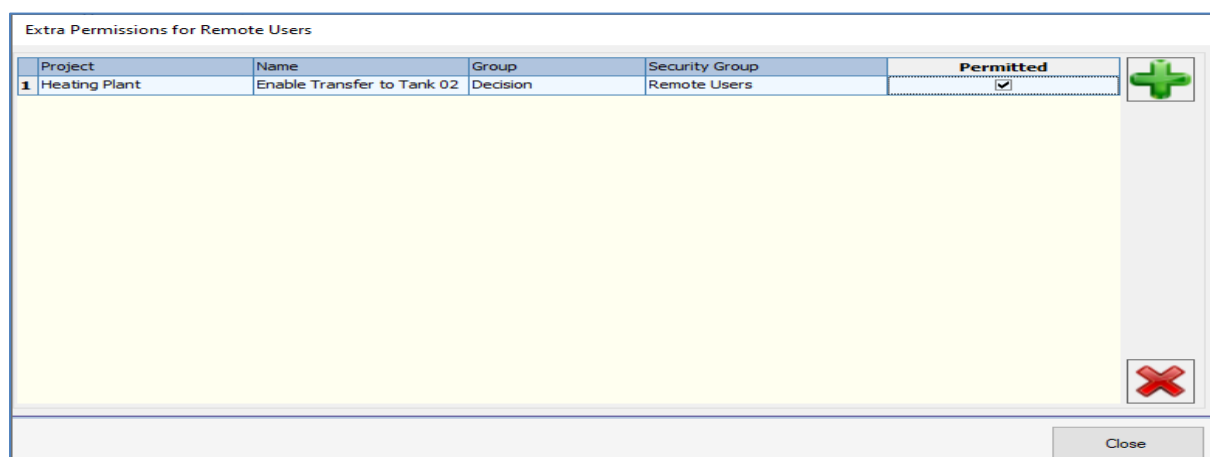 Extra Permissions for Remote Users
Project Name Group Security Group Permitted
1 Heating Plant Enable Transfer to Tank 02 Decision Remote Users
Close